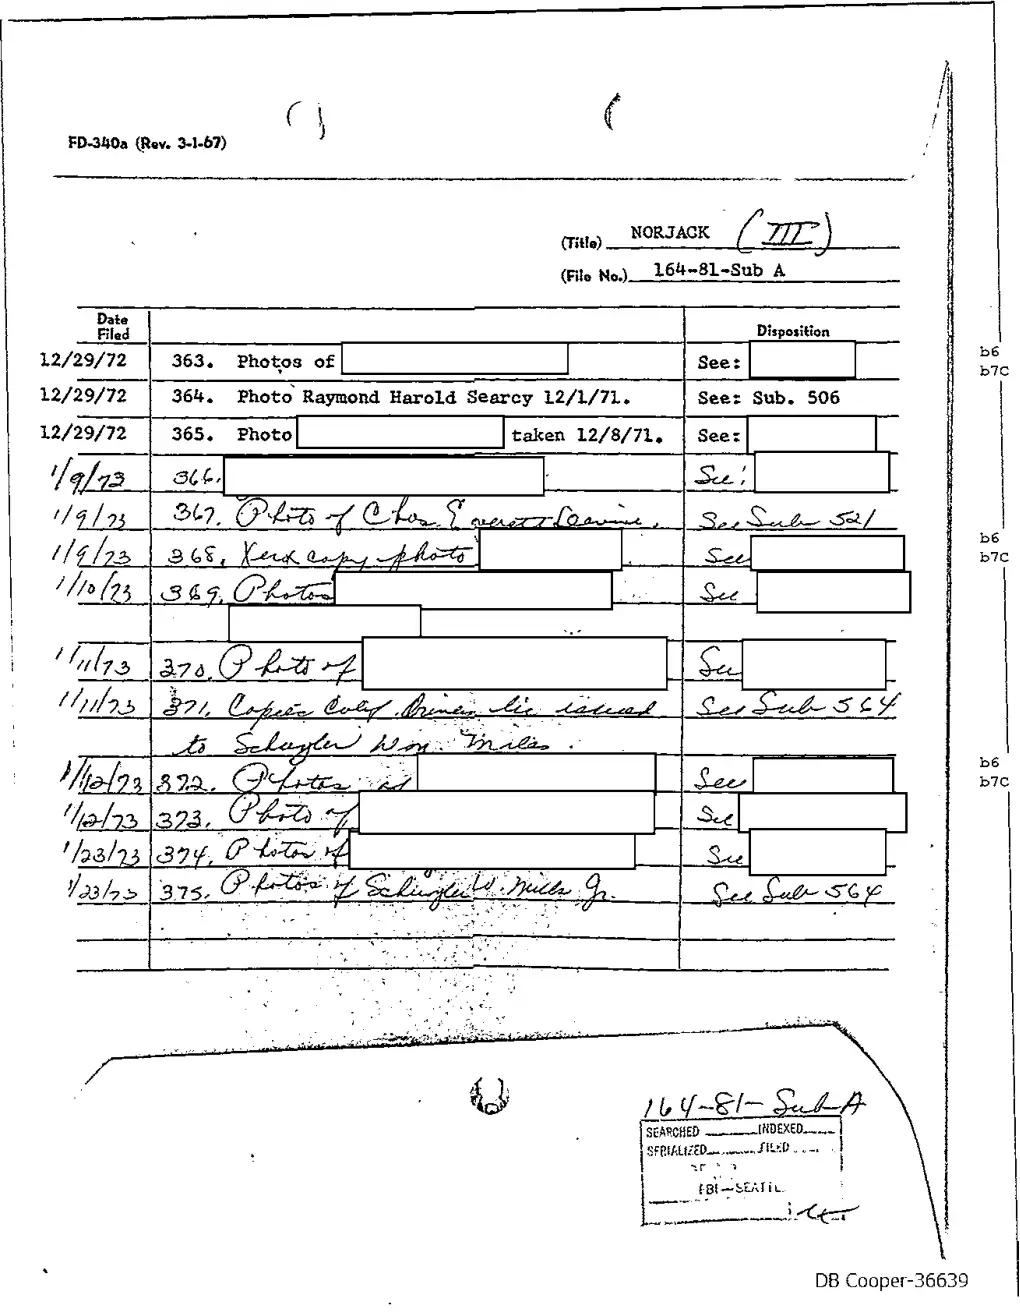 FD-340a (Rev. 3-1-67)
(Title) NORJACK (III)
(File No.) 164-81-Sub A
Date Filed Disposition
12/29/72 363. Photos of See:
12/29/72 364. Photo Raymond Harold Searcy 12/1/71. See: Sub. 506
12/29/72 365. Photo taken 12/8/71. See:
1/9/73 366. See:
1/9/73 367. Photo of Chas. Everett See Sub 521
1/9/73 368. Xerox copy photo See
1/10/73 369. Photos See
1/11/73 370. Photo of See
1/11/73 371. Copies Drivers lic issued See Sub 564
to Schuyler Wm.
1/12/73 372. Photos of See
1/12/73 373. Photo of See
1/23/73 374. Photos of See
1/23/73 375. Photos of Schuyler W. Jr. See Sub 564
b6
b7C
b6
b7C
b6
b7C
164-81-Sub A
SEARCHED INDEXED
SERIALIZED FILED
FBI-SEATTLE
DB Cooper-36639